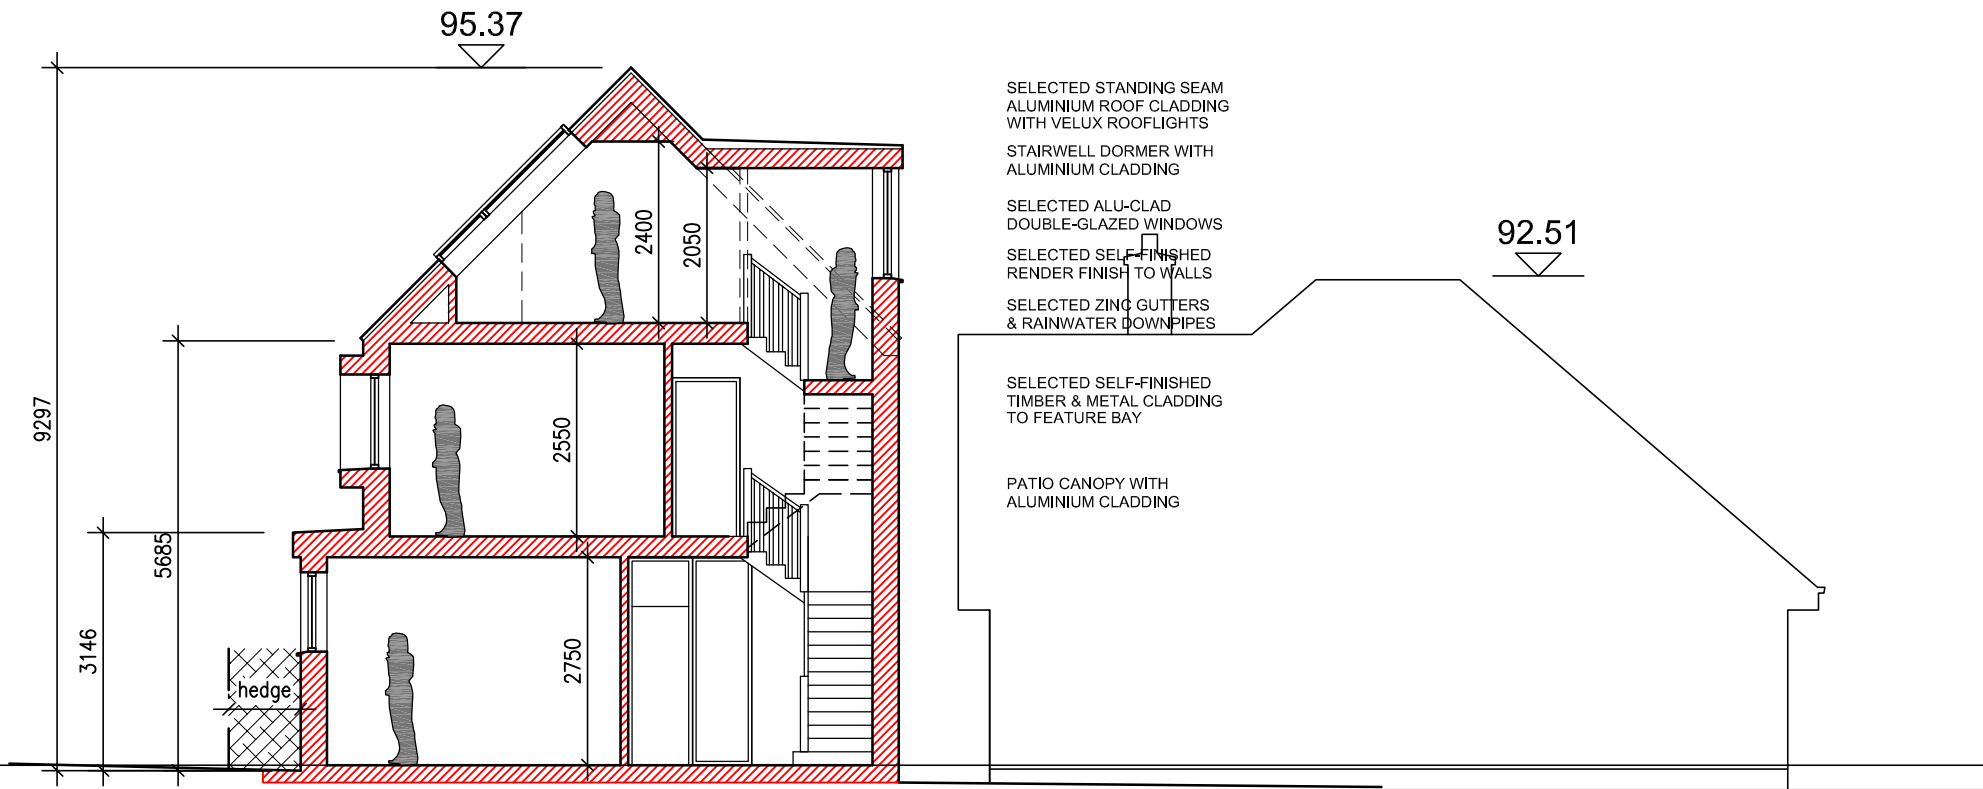 95.37
SELECTED STANDING SEAM
ALUMINIUM ROOF CLADDING
WITH VELUX ROOFLIGHTS
STAIRWELL DORMER WITH
ALUMINIUM CLADDING
SELECTED ALU-CLAD
DOUBLE-GLAZED WINDOWS
SELECTED SELF-FINISHED
RENDER FINISH TO WALLS
SELECTED ZINC GUTTERS
& RAINWATER DOWNPIPES
SELECTED SELF-FINISHED
TIMBER & METAL CLADDING
TO FEATURE BAY
PATIO CANOPY WITH
ALUMINIUM CLADDING
92.51
2400
2050
9297
2550
5685
3146
2750
hedge